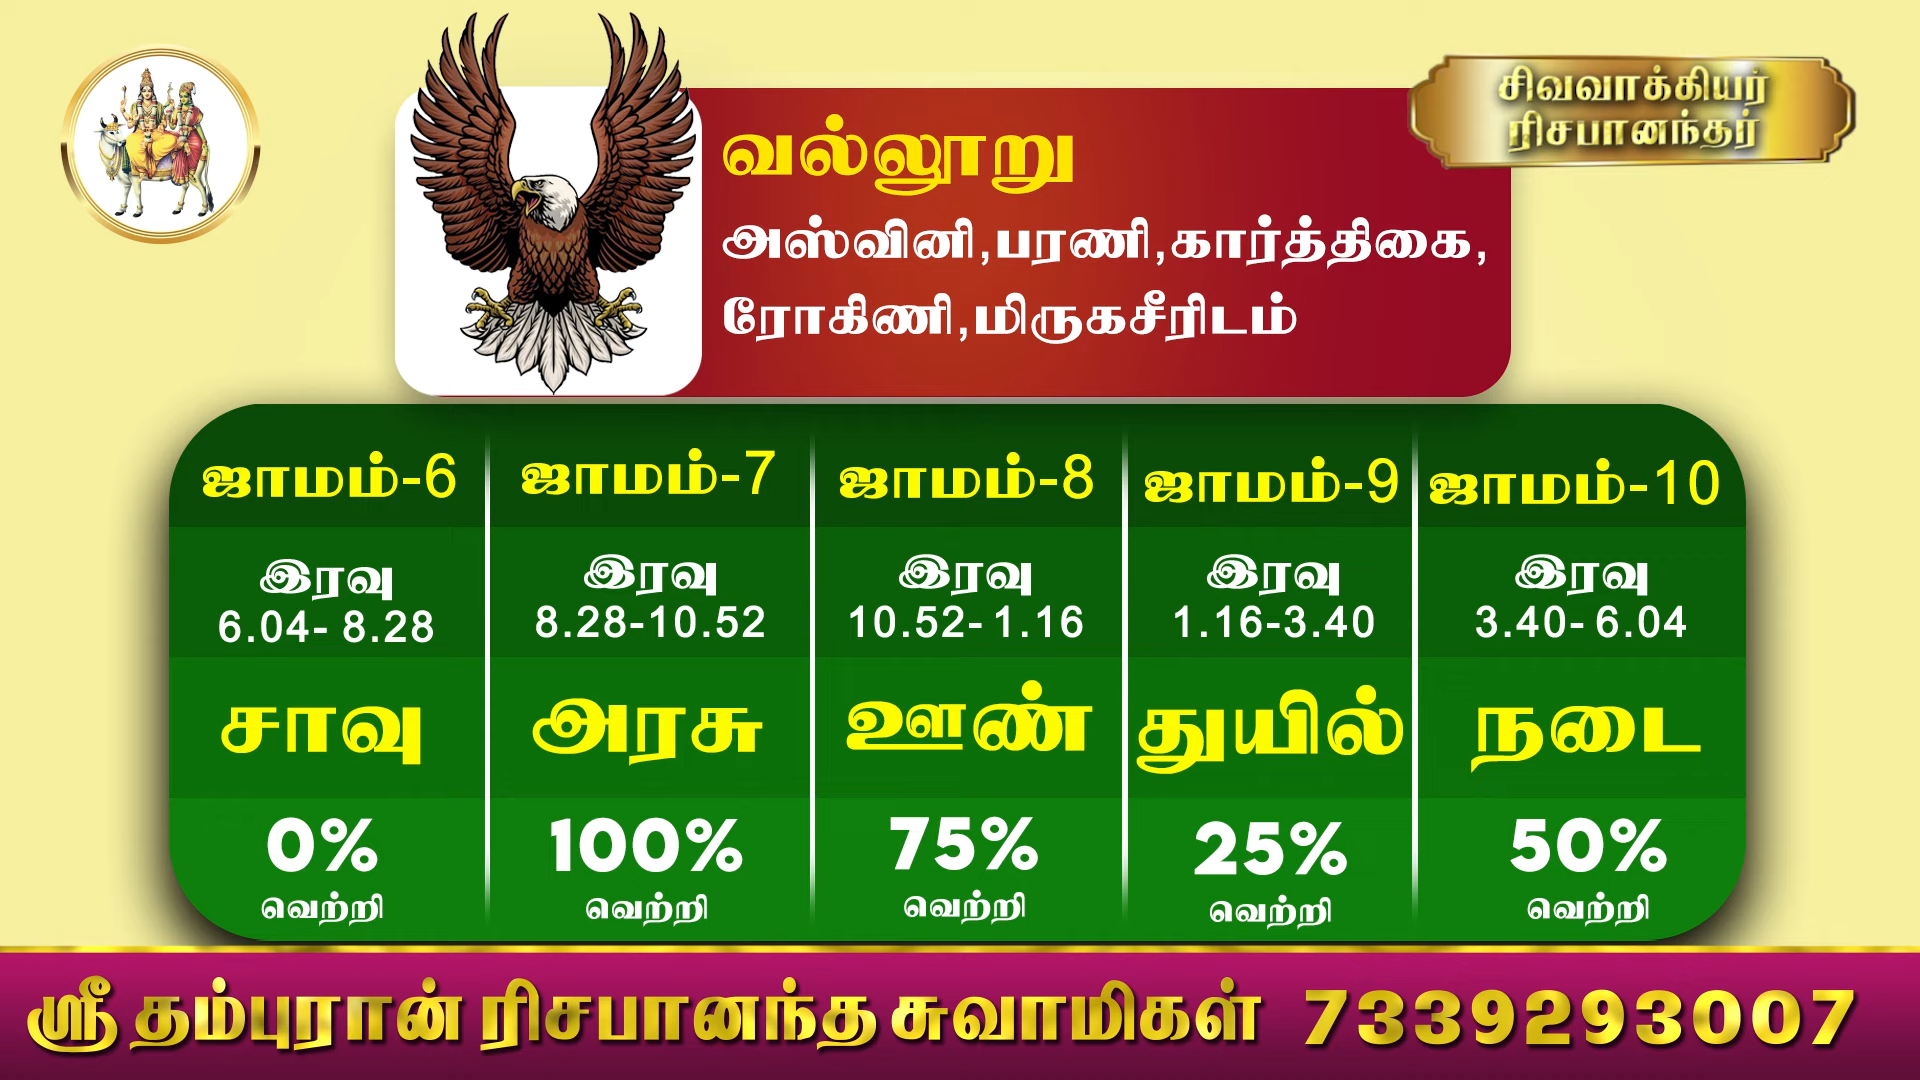 சிவவாக்கியர்
ரிசபானந்தர்
வல்லூறு
அஸ்வினி,பரணி,கார்த்திகை,
ரோகிணி,மிருகசீரிடம்
ஜாமம்-6 ஜாமம்-7 ஜாமம்-8 ஜாமம்-9 ஜாமம்-10
இரவு இரவு இரவு இரவு இரவு
6.04- 8.28 8.28-10.52 10.52- 1.16 1.16-3.40 3.40- 6.04
சாவு அரசு ஊண் துயில் நடை
0% 100% 75% 25% 50%
வெற்றி வெற்றி வெற்றி வெற்றி வெற்றி
ஸ்ரீ தம்புரான் ரிசபானந்த சுவாமிகள் 7339293007